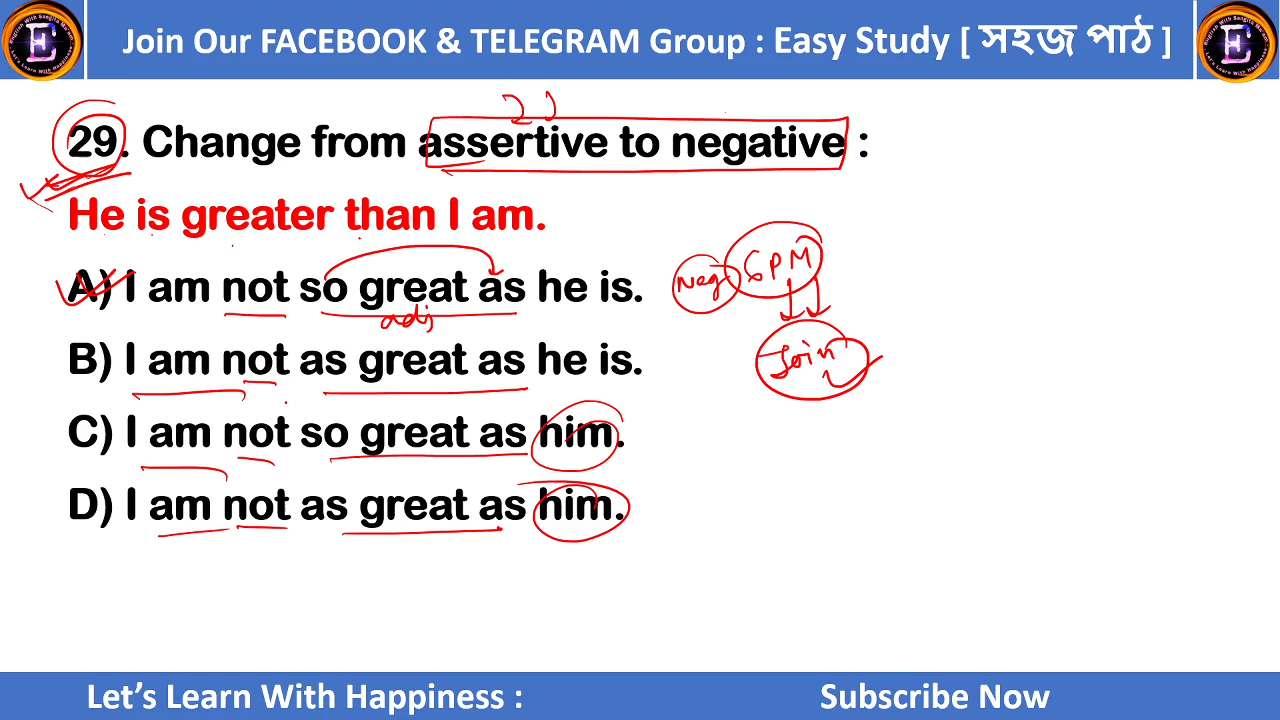 Join Our FACEBOOK & TELEGRAM Group : Easy Study [ সহজ পাঠ ]
29. Change from assertive to negative :
He is greater than I am.
A) I am not so great as he is.
adj
B) I am not as great as he is.
C) I am not so great as him.
D) I am not as great as him.
Neg
Join
Let's Learn With Happiness :
Subscribe Now